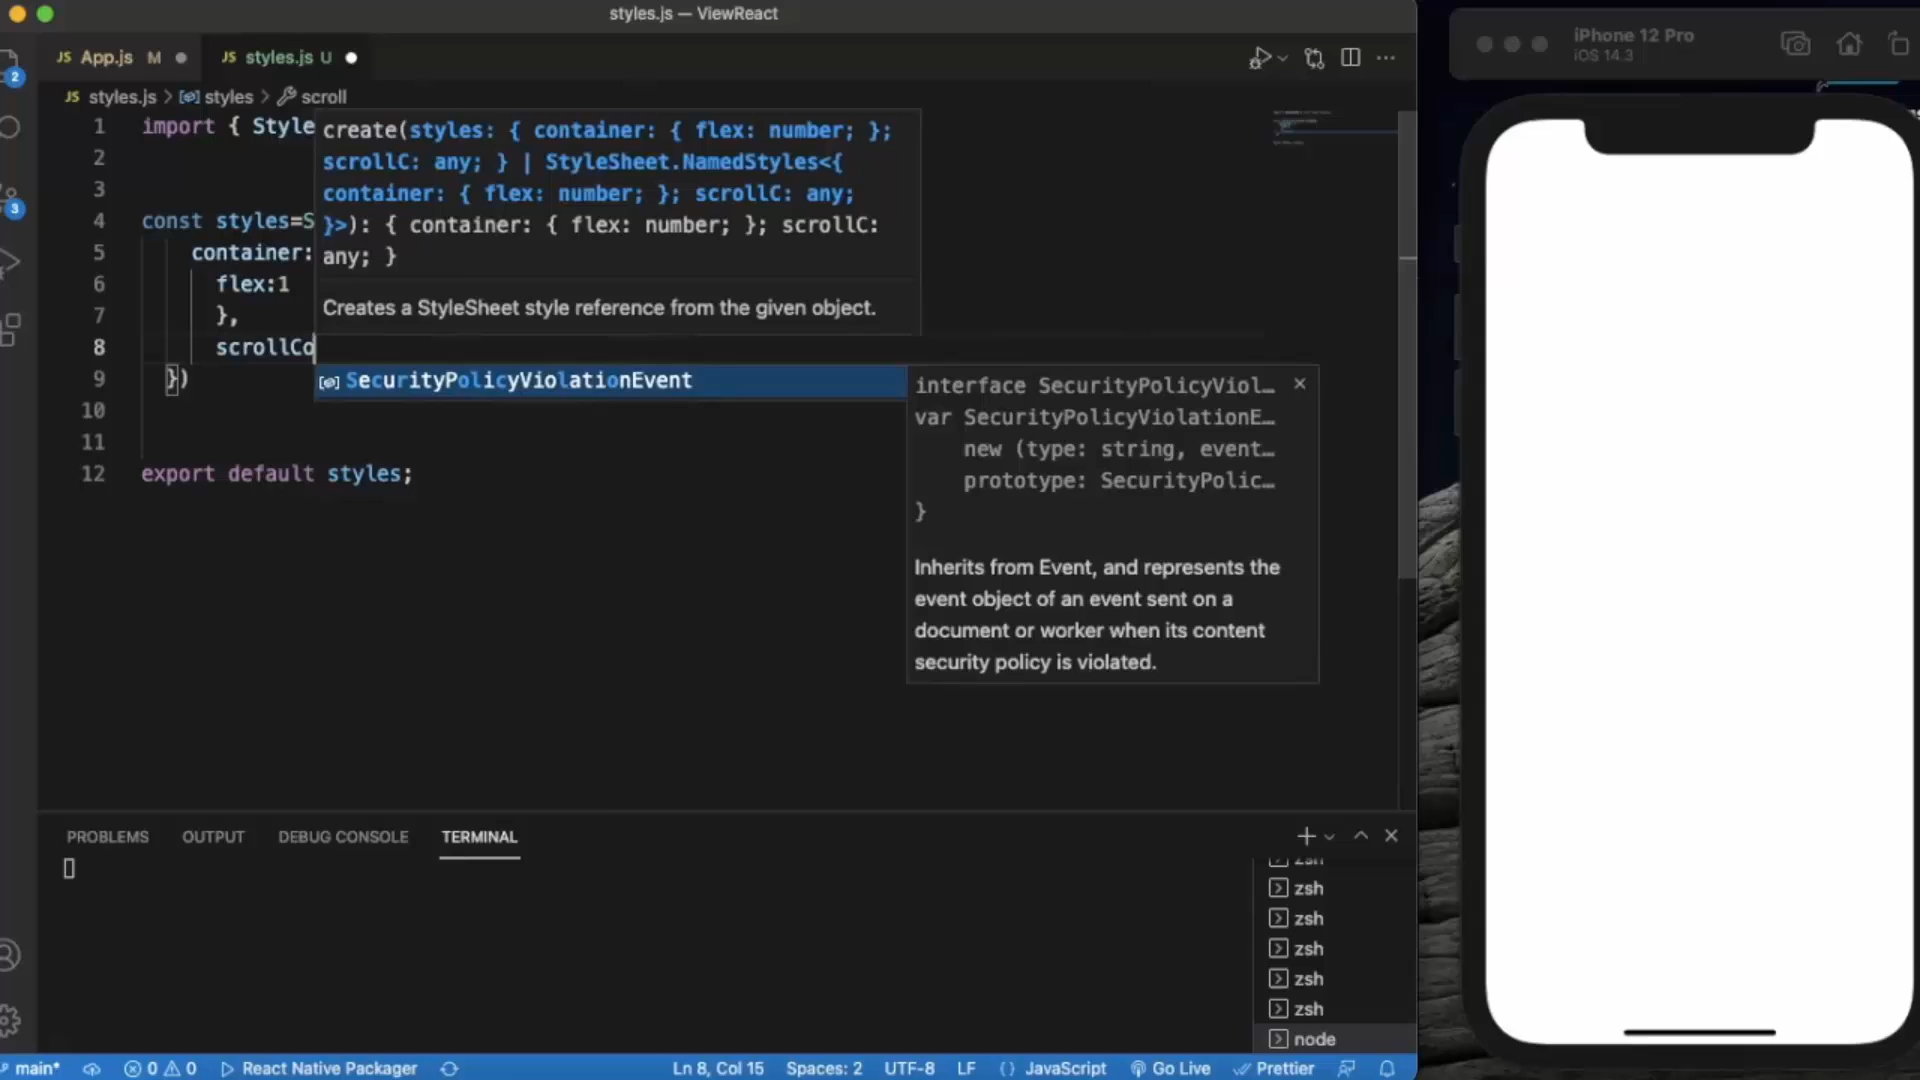 styles.js — ViewReact
JS App.js M
JS styles.js U
JS styles.js > styles > scroll
1 import { Style
2
3
4 const styles=S
5 container:
6 flex:1
7 },
8 scrollCo
9 })
10
11
12 export default styles;
create(styles: { container: { flex: number; };
scrollC: any; } | StyleSheet.NamedStyles<{
container: { flex: number; }; scrollC: any;
}>): { container: { flex: number; }; scrollC:
any; }
Creates a StyleSheet style reference from the given object.
SecurityPolicyViolationEvent
interface SecurityPolicyViol…
var SecurityPolicyViolationE…
new (type: string, event…
prototype: SecurityPolic…
}
Inherits from Event, and represents the
event object of an event sent on a
document or worker when its content
security policy is violated.
2
3
PROBLEMS OUTPUT DEBUG CONSOLE TERMINAL
zsh
zsh
zsh
zsh
zsh
zsh
node
main* 0 0 React Native Packager Ln 8, Col 15 Spaces: 2 UTF-8 LF {} JavaScript Go Live Prettier
iPhone 12 Pro
iOS 14.3